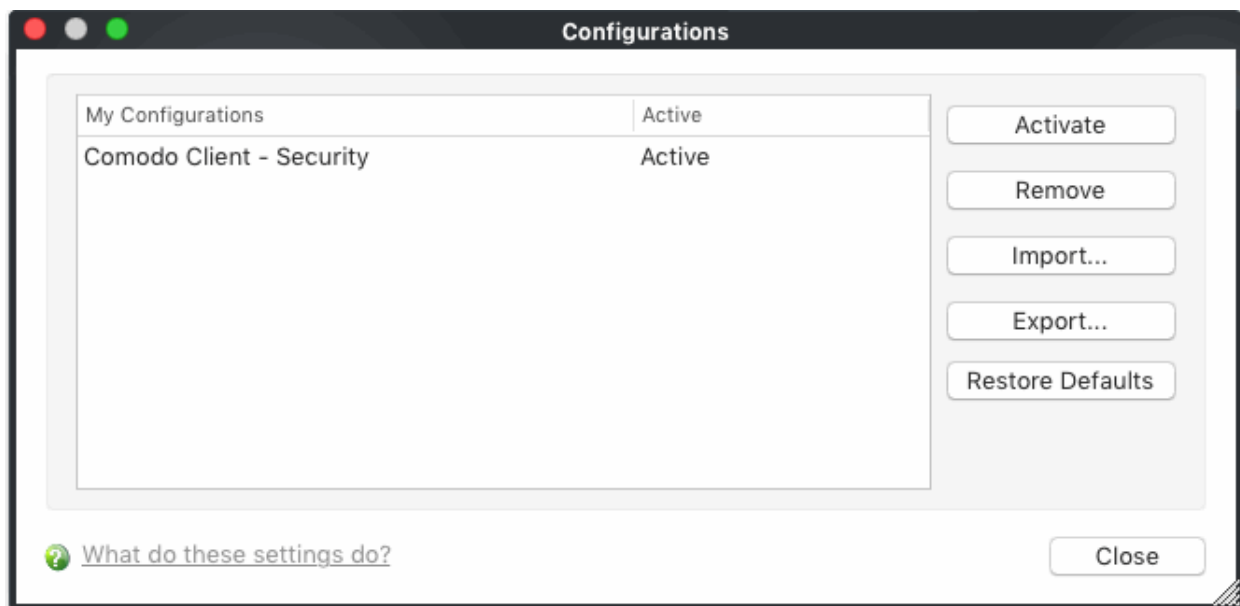 Configurations
My Configurations
Active
Comodo Client - Security
Active
Activate
Remove
Import...
Export...
Restore Defaults
What do these settings do?
Close